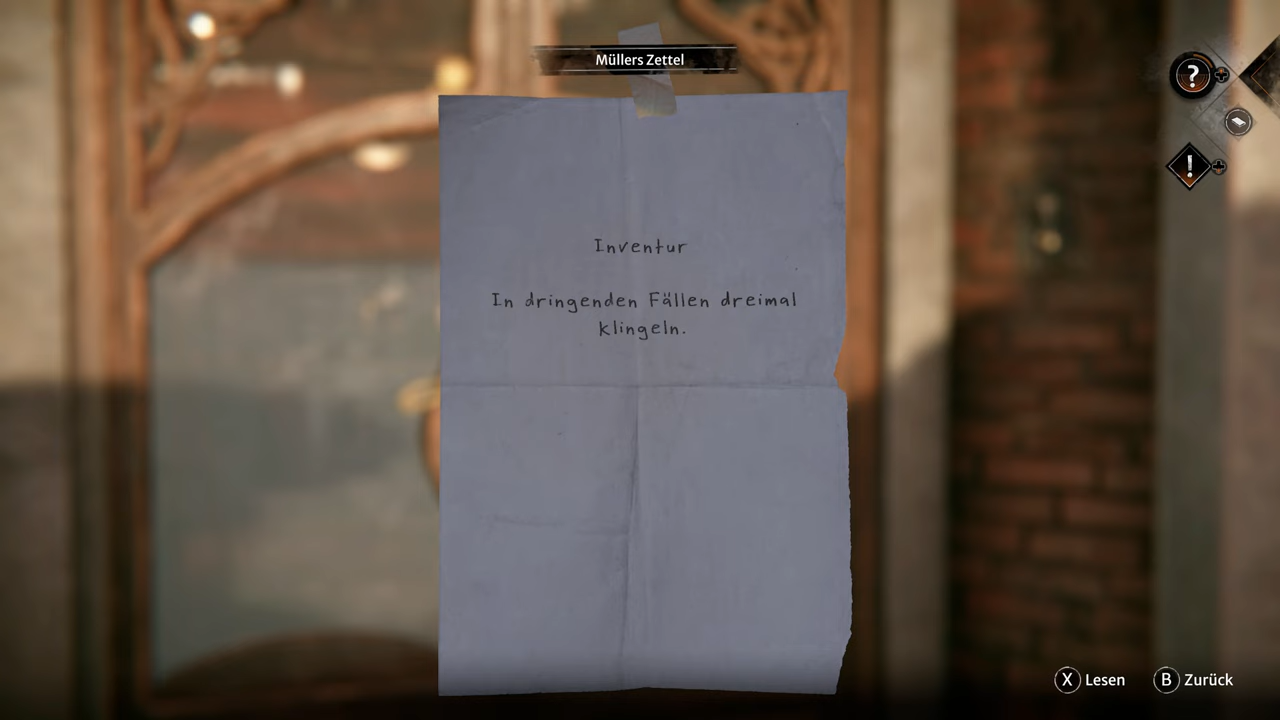 Müllers Zettel
?
!
Inventur
In dringenden Fällen dreimal
klingeln.
X Lesen B Zurück